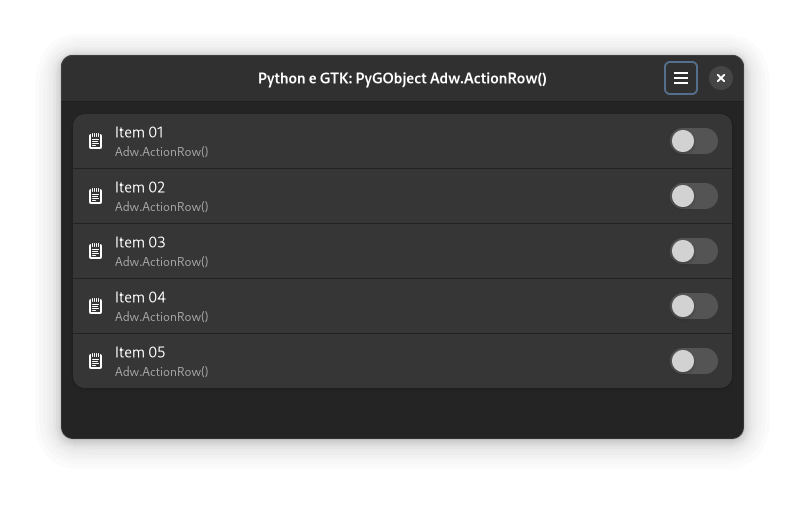 Python e GTK: PyGObject Adw.ActionRow()
Item 01
Adw.ActionRow()
Item 02
Adw.ActionRow()
Item 03
Adw.ActionRow()
Item 04
Adw.ActionRow()
Item 05
Adw.ActionRow()